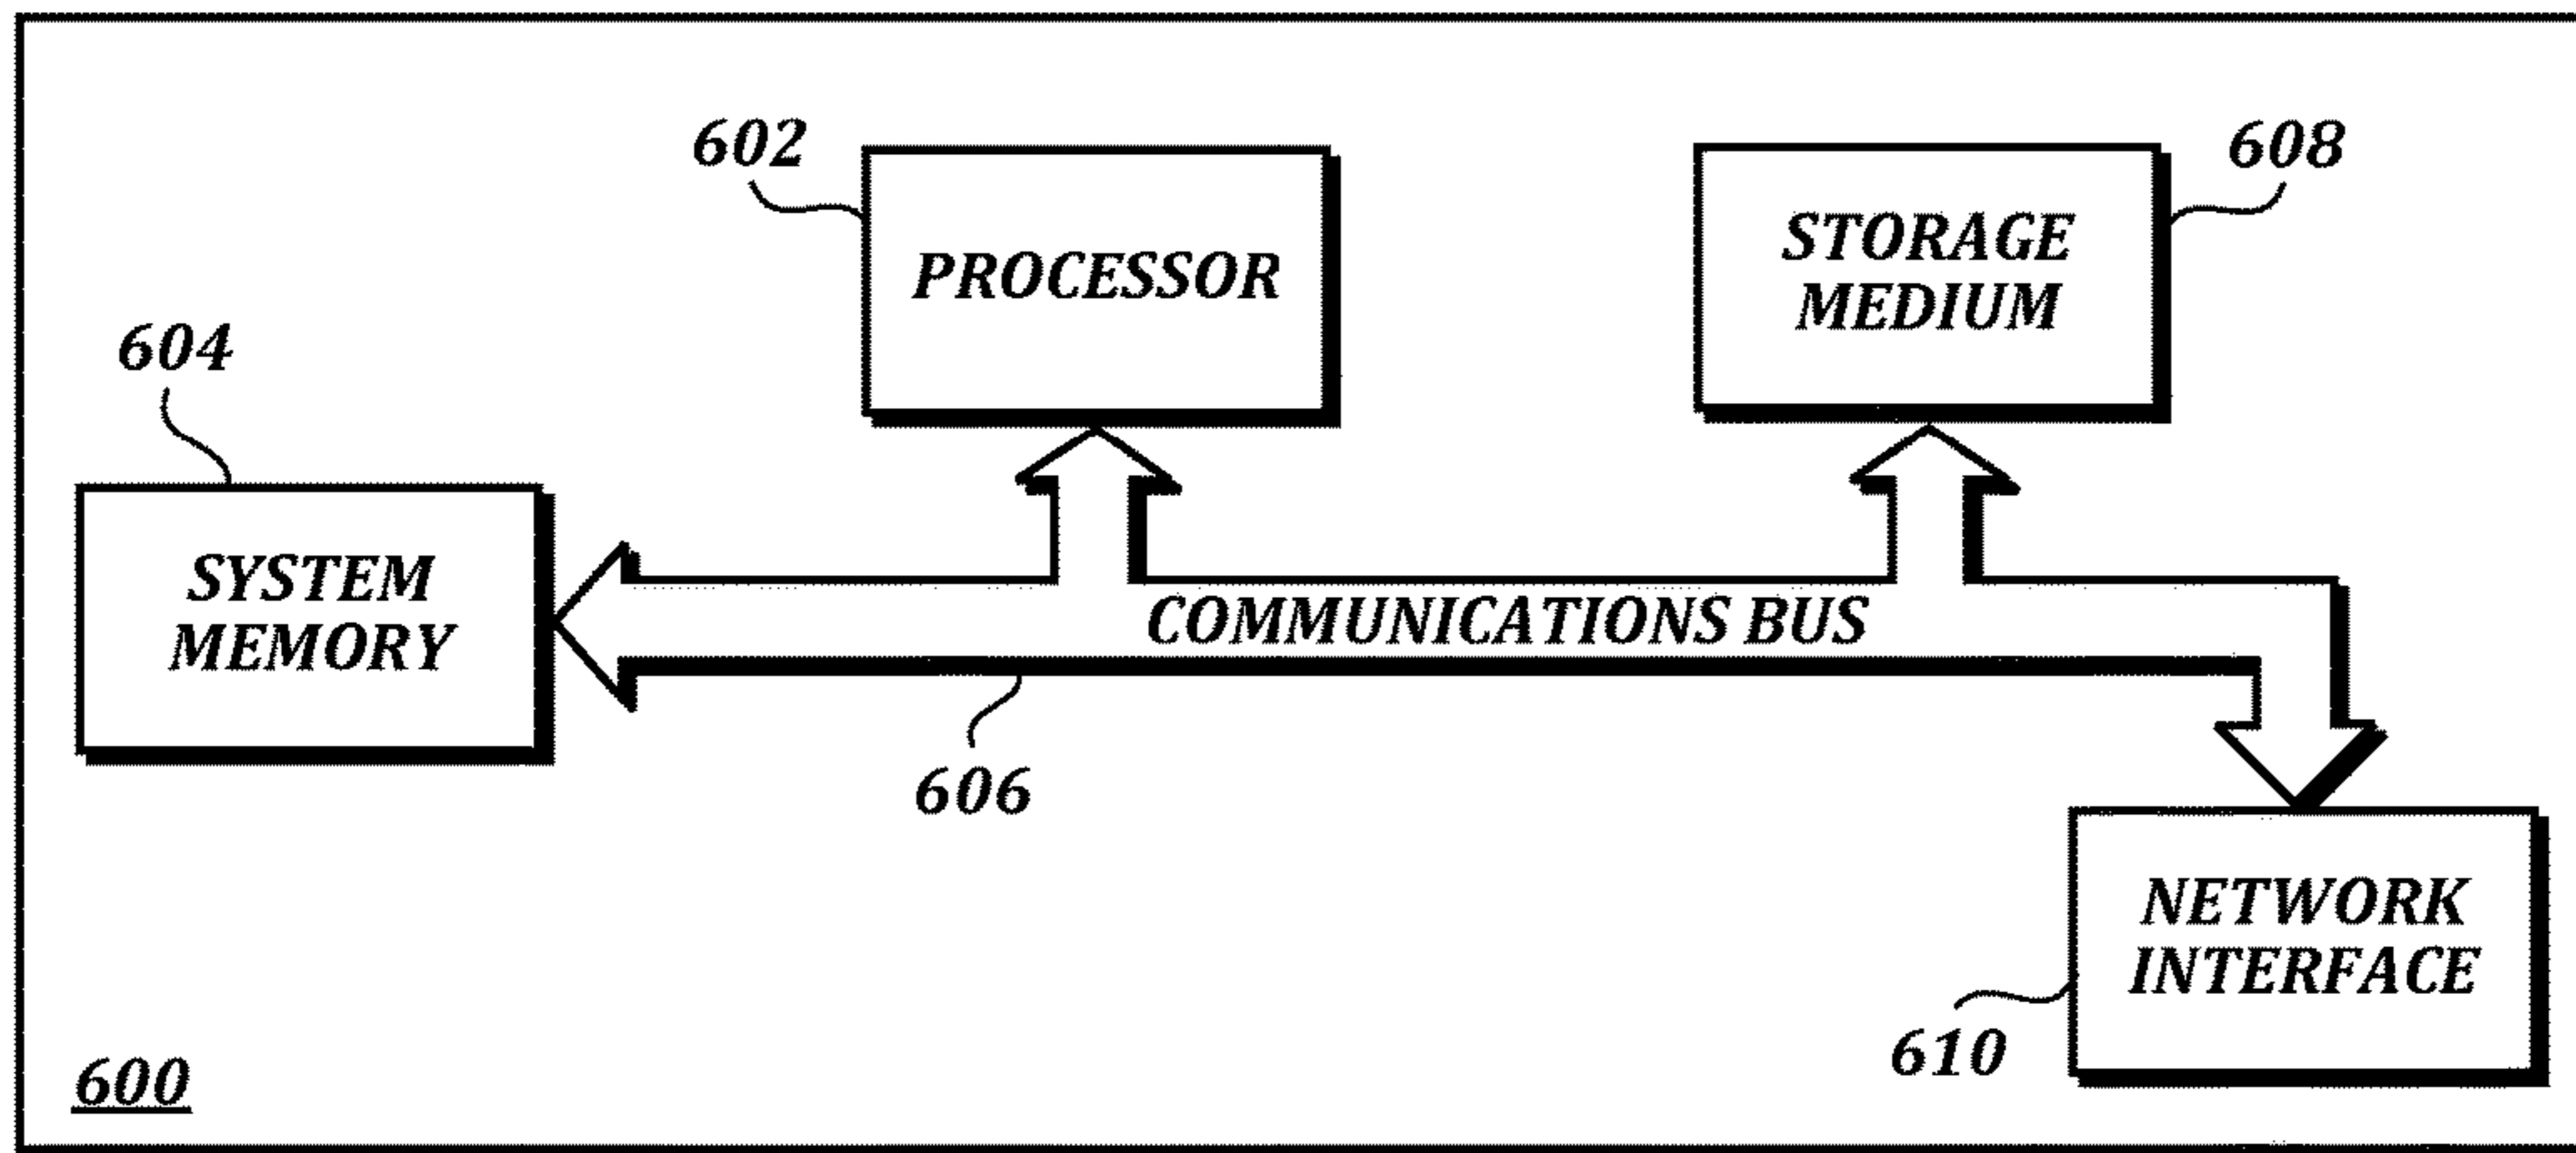 602
PROCESSOR
608
STORAGE
MEDIUM
604
SYSTEM
MEMORY
COMMUNICATIONS BUS
606
NETWORK
INTERFACE
610
600